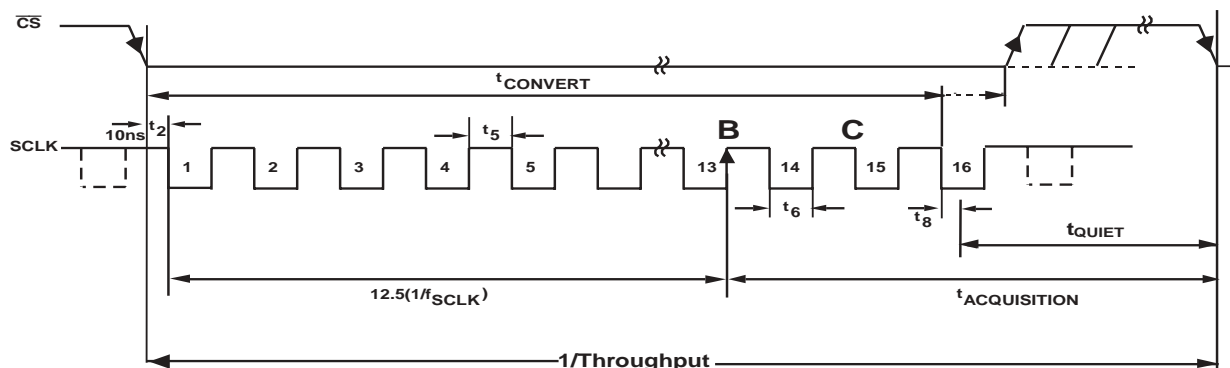 CS
tCONVERT
t2
10ns
t5
B
C
SCLK
1
2
3
4
5
13
14
15
16
t6
t8
tQUIET
12.5(1/fSCLK)
tACQUISITION
1/Throughput